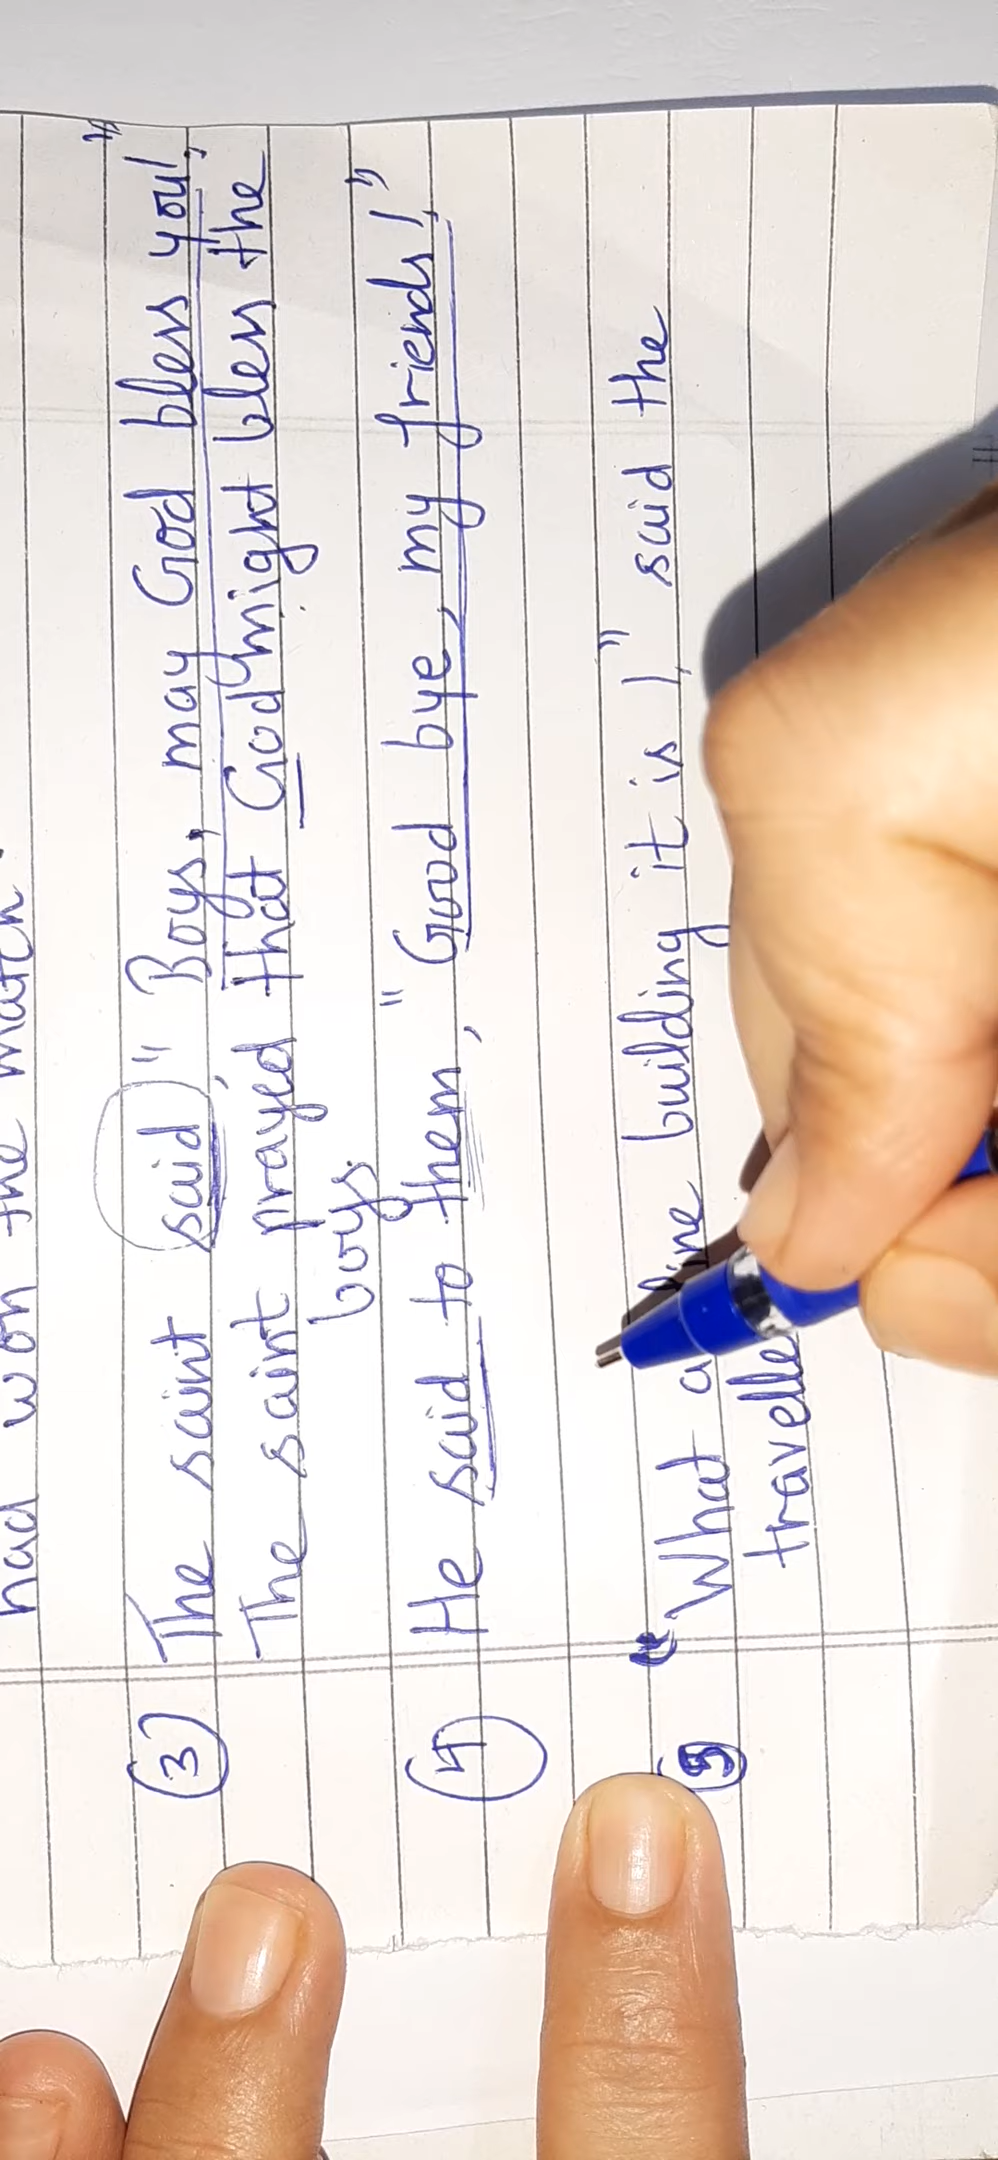 had won the match.
(3) The saint said, "Boys, may God bless you!"
The saint prayed that God might bless the
boys.
(4) He said to them, "Good bye, my friends!"
(5) "What a fine building it is!" said the
travelle